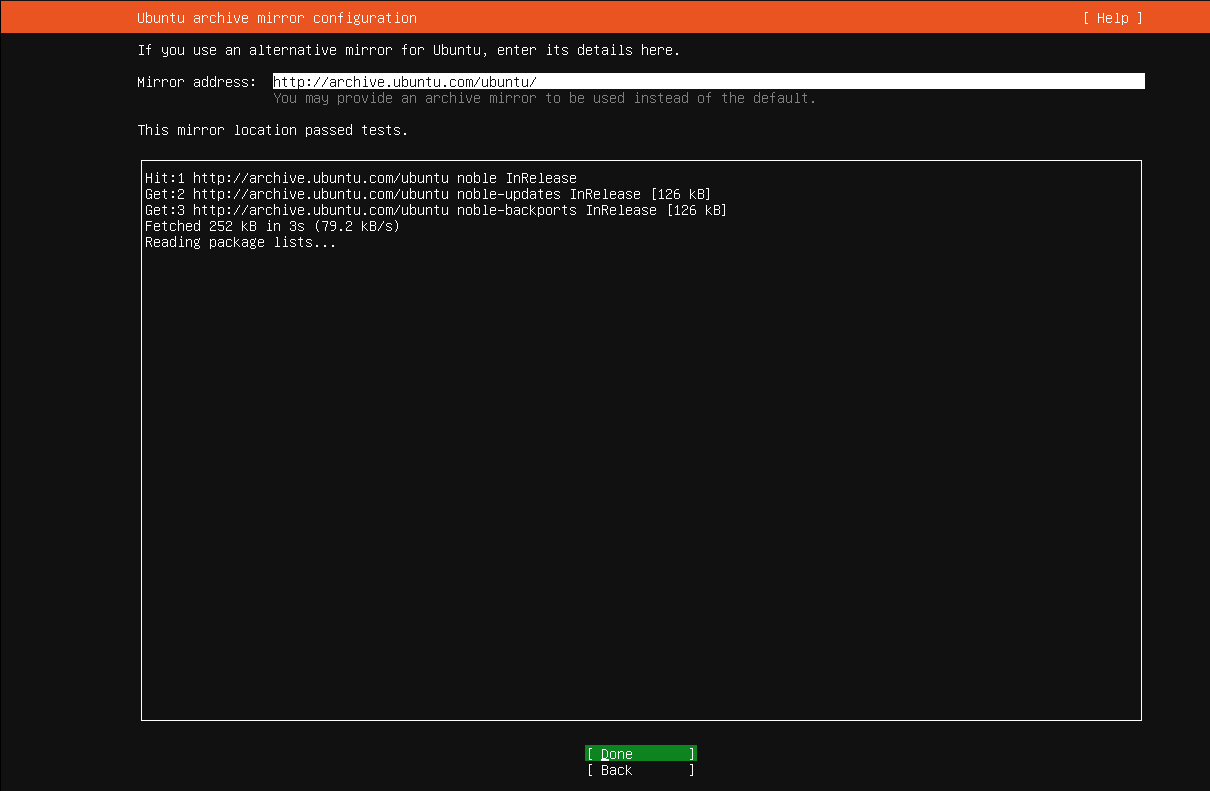 Ubuntu archive mirror configuration [ Help ]
If you use an alternative mirror for Ubuntu, enter its details here.
Mirror address: http://archive.ubuntu.com/ubuntu/
You may provide an archive mirror to be used instead of the default.
This mirror location passed tests.
Hit:1 http://archive.ubuntu.com/ubuntu noble InRelease
Get:2 http://archive.ubuntu.com/ubuntu noble-updates InRelease [126 kB]
Get:3 http://archive.ubuntu.com/ubuntu noble-backports InRelease [126 kB]
Fetched 252 kB in 3s (79.2 kB/s)
Reading package lists...
[ Done ]
[ Back ]